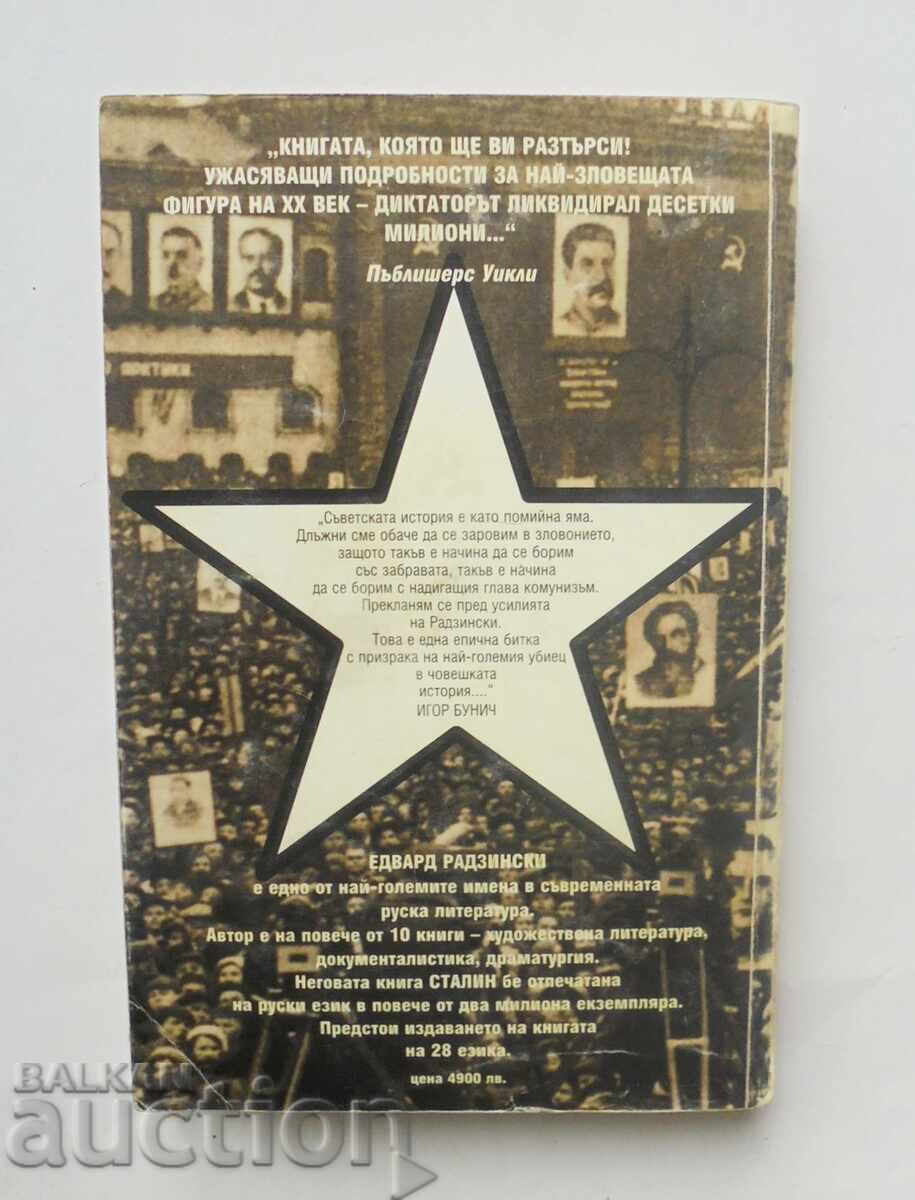 „КНИГАТА, КОЯТО ЩЕ ВИ РАЗТЪРСИ!
УЖАСЯВАЩИ ПОДРОБНОСТИ ЗА НАЙ-ЗЛОВЕЩАТА
ФИГУРА НА ХХ ВЕК – ДИКТАТОРЪТ ЛИКВИДИРАЛ ДЕСЕТКИ
МИЛИОНИ...“
Пъблишерс Уикли
АРКТИКИ
„Съветската история е като помийна яма.
Длъжни сме обаче да се заровим в зловонието,
защото такъв е начина да се борим
със забравата, такъв е начина
да се борим с надигащия глава комунизъм.
Прекланям се пред усилията
на Радзински.
Това е една епична битка
с призрака на най-големия убиец
в човешката
история....“
ИГОР БУНИЧ
ЕДВАРД РАДЗИНСКИ
е едно от най-големите имена в съвременната
руска литература.
Автор е на повече от 10 книги – художествена литература,
документалистика, драматургия.
Неговата книга СТАЛИН бе отпечатана
на руски език в повече от два милиона екземпляра.
Предстои издаването на книгата
на 28 езика.
цена 4900 лв.
BALKAN
auction